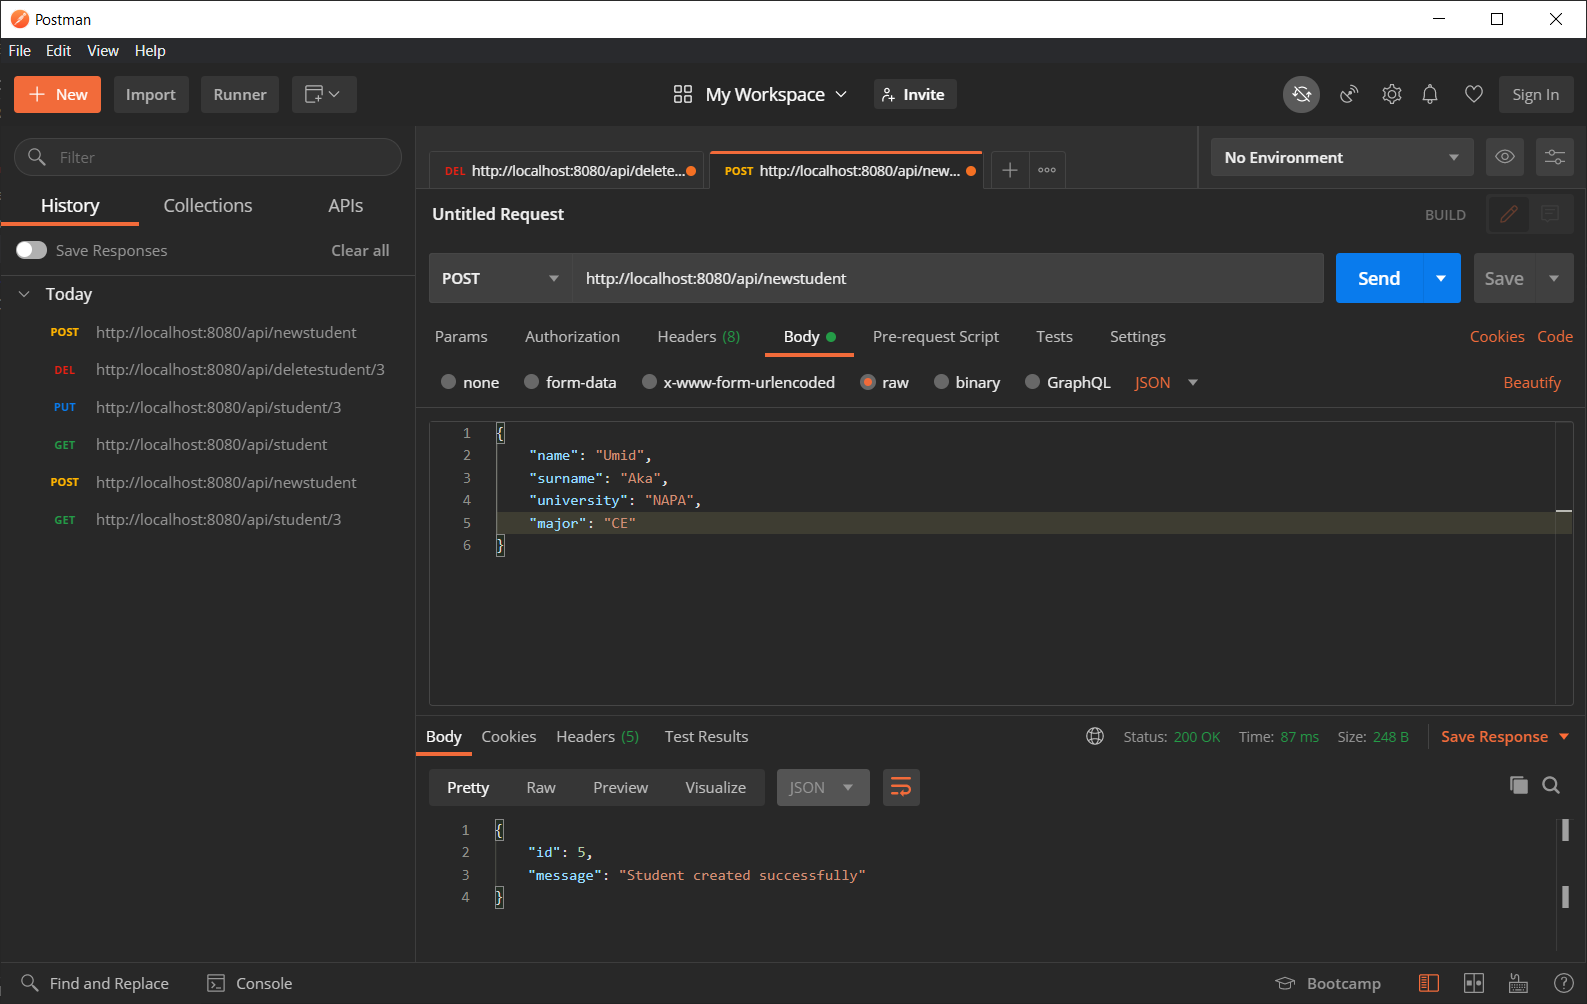 Postman
File Edit View Help
New Import Runner My Workspace Invite Sign In
Filter
History Collections APIs
Save Responses Clear all
Today
POST http://localhost:8080/api/newstudent
DEL http://localhost:8080/api/deletestudent/3
PUT http://localhost:8080/api/student/3
GET http://localhost:8080/api/student
POST http://localhost:8080/api/newstudent
GET http://localhost:8080/api/student/3
DEL http://localhost:8080/api/delete... POST http://localhost:8080/api/new... No Environment
Untitled Request BUILD
POST http://localhost:8080/api/newstudent Send Save
Params Authorization Headers (8) Body Pre-request Script Tests Settings Cookies Code
none form-data x-www-form-urlencoded raw binary GraphQL JSON Beautify
1 {
2 "name": "Umid",
3 "surname": "Aka",
4 "university": "NAPA",
5 "major": "CE"
6 }
Body Cookies Headers (5) Test Results Status: 200 OK Time: 87 ms Size: 248 B Save Response
Pretty Raw Preview Visualize JSON
1 {
2 "id": 5,
3 "message": "Student created successfully"
4 }
Find and Replace Console Bootcamp